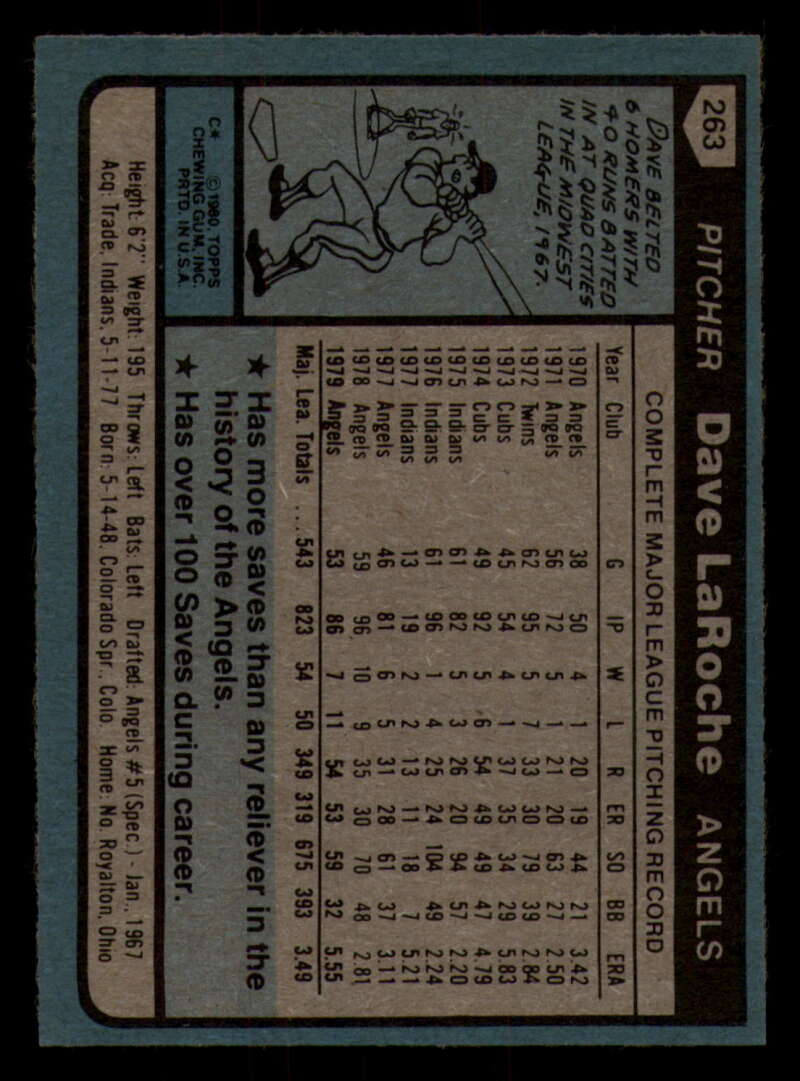 263 PITCHER Dave LaRoche ANGELS
DAVE BELTED
6 HOMERS WITH
40 RUNS BATTED
IN AT QUAD CITIES
IN THE MIDWEST
LEAGUE, 1967.
C* ©1980, TOPPS
CHEWING GUM, INC.
PRTD. IN U.S.A.
COMPLETE MAJOR LEAGUE PITCHING RECORD
Year Club G IP W L R ER SO BB ERA
1970 Angels 38 50 4 1 20 19 44 21 3.42
1971 Angels 56 72 5 1 21 20 63 27 2.50
1972 Twins 62 95 5 7 33 30 79 39 2.84
1973 Cubs 45 54 4 1 37 35 34 29 5.83
1974 Cubs 49 92 5 6 54 49 49 47 4.79
1975 Indians 61 82 5 3 26 20 94 57 2.20
1976 Indians 61 96 1 4 25 24 104 49 2.24
1977 Indians 13 19 2 2 13 11 18 7 5.21
1977 Angels 46 81 6 5 31 28 61 37 3.11
1978 Angels 59 96 10 9 35 30 70 48 2.81
1979 Angels 53 86 7 11 54 53 59 32 5.55
Maj. Lea. Totals ... 543 823 54 50 349 319 675 393 3.49
★ Has more saves than any reliever in the
history of the Angels.
★ Has over 100 Saves during career.
Height: 6'2" Weight: 195 Throws: Left Bats: Left Drafted: Angels #5 (Spec.) - Jan., 1967
Acq: Trade, Indians, 5-11-77 Born: 5-14-48, Colorado Spr., Colo. Home: No. Royalton, Ohio